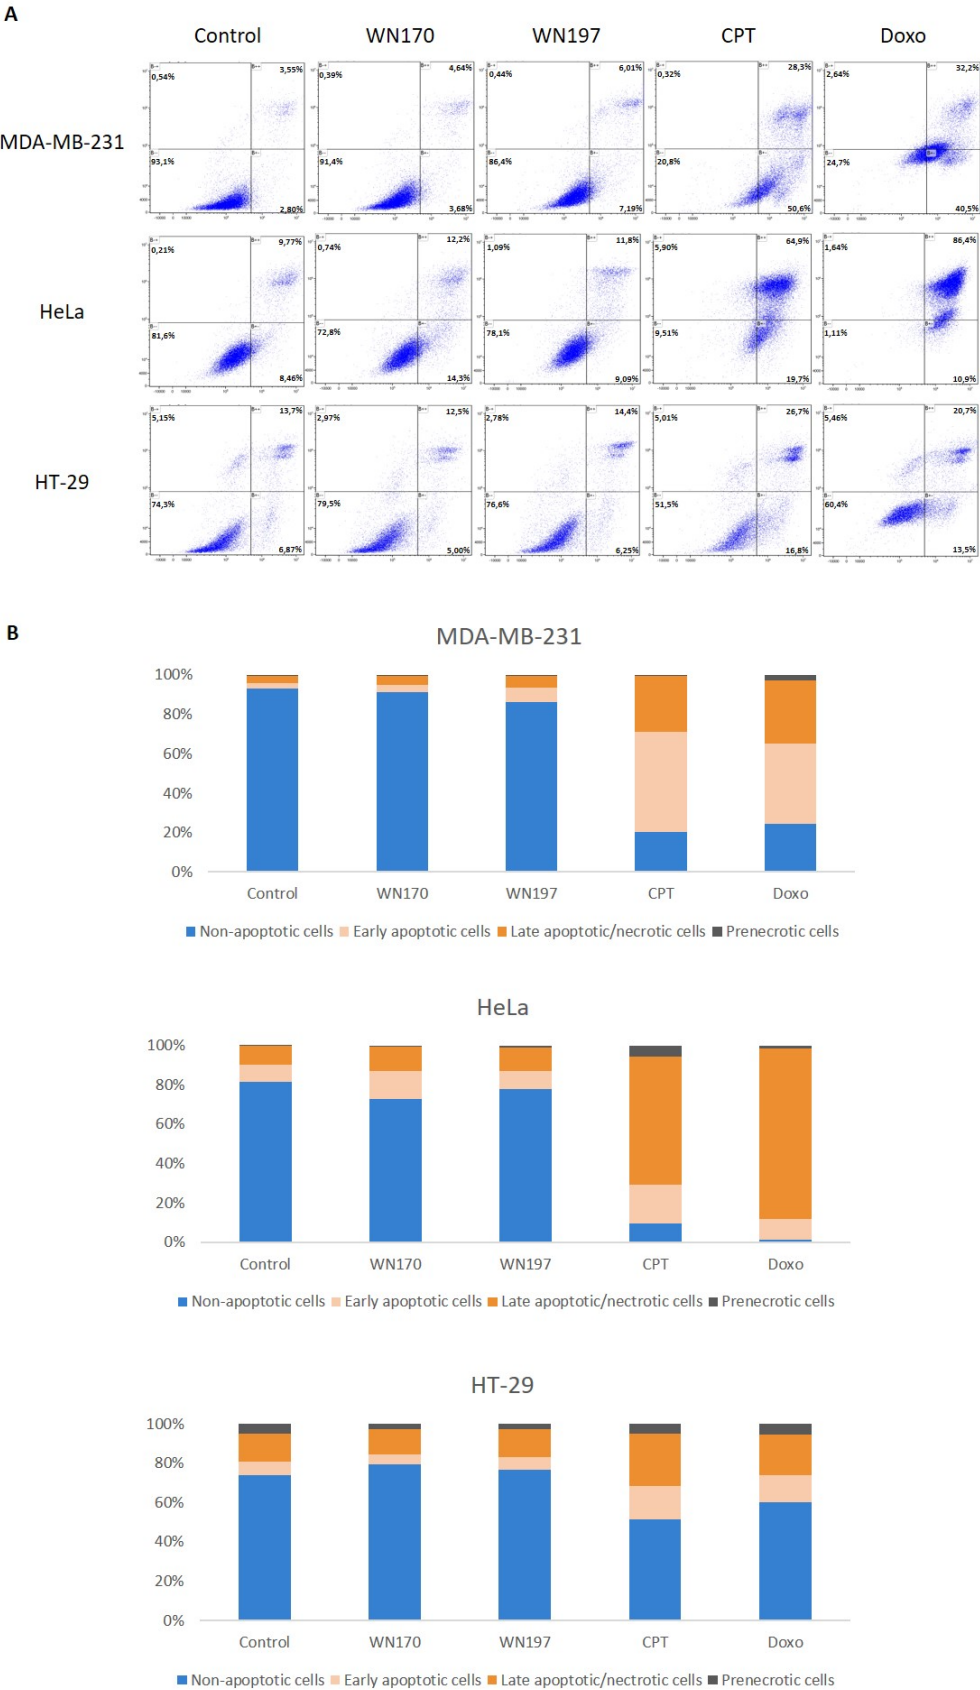 A
Control WN170 WN197 CPT Doxo
MDA-MB-231
0,54% 3,55% 93,1% 2,80%
0,39% 4,64% 91,4% 3,68%
0,44% 6,01% 86,4% 7,19%
0,32% 28,3% 20,8% 50,6%
2,64% 32,2% 24,7% 40,5%
HeLa
0,21% 9,77% 81,6% 8,46%
0,74% 12,2% 72,8% 14,3%
1,09% 11,8% 78,1% 9,09%
5,90% 64,9% 9,51% 19,7%
1,64% 86,4% 1,11% 10,9%
HT-29
5,15% 13,7% 74,3% 6,87%
2,97% 12,5% 79,5% 5,00%
2,78% 14,4% 76,6% 6,25%
5,01% 26,7% 51,5% 16,8%
5,46% 20,7% 60,4% 13,5%
B
MDA-MB-231
100%
80%
60%
40%
20%
0%
Control WN170 WN197 CPT Doxo
Non-apoptotic cells Early apoptotic cells Late apoptotic/necrotic cells Prenecrotic cells
HeLa
100%
80%
60%
40%
20%
0%
Control WN170 WN197 CPT Doxo
Non-apoptotic cells Early apoptotic cells Late apoptotic/nectrotic cells Prenecrotic cells
HT-29
100%
80%
60%
40%
20%
0%
Control WN170 WN197 CPT Doxo
Non-apoptotic cells Early apoptotic cells Late apoptotic/nectrotic cells Prenecrotic cells